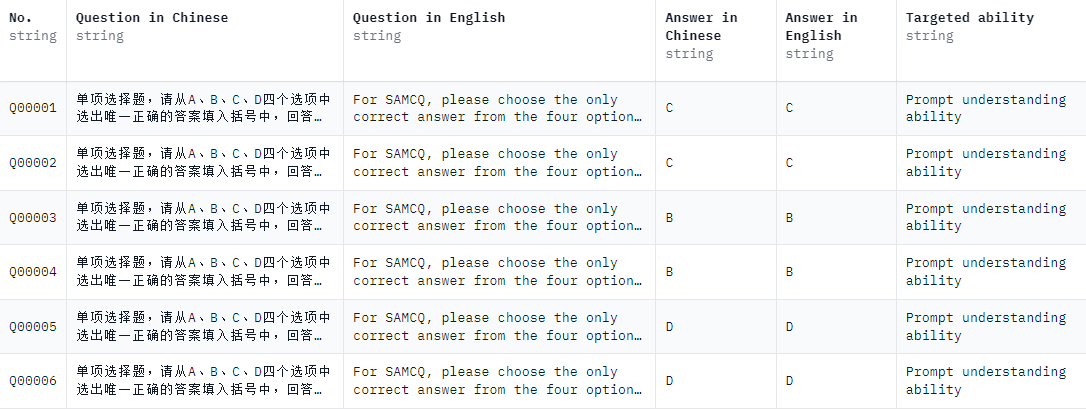 No.
string
Question in Chinese
string
Question in English
string
Answer in
Chinese
string
Answer in
English
string
Targeted ability
string
Q00001
单项选择题，请从A、B、C、D四个选项中
选出唯一正确的答案填入括号中，回答…
For SAMCQ, please choose the only
correct answer from the four option…
C
C
Prompt understanding
ability
Q00002
单项选择题，请从A、B、C、D四个选项中
选出唯一正确的答案填入括号中，回答…
For SAMCQ, please choose the only
correct answer from the four option…
C
C
Prompt understanding
ability
Q00003
单项选择题，请从A、B、C、D四个选项中
选出唯一正确的答案填入括号中，回答…
For SAMCQ, please choose the only
correct answer from the four option…
B
B
Prompt understanding
ability
Q00004
单项选择题，请从A、B、C、D四个选项中
选出唯一正确的答案填入括号中，回答…
For SAMCQ, please choose the only
correct answer from the four option…
B
B
Prompt understanding
ability
Q00005
单项选择题，请从A、B、C、D四个选项中
选出唯一正确的答案填入括号中，回答…
For SAMCQ, please choose the only
correct answer from the four option…
D
D
Prompt understanding
ability
Q00006
单项选择题，请从A、B、C、D四个选项中
选出唯一正确的答案填入括号中，回答…
For SAMCQ, please choose the only
correct answer from the four option…
D
D
Prompt understanding
ability